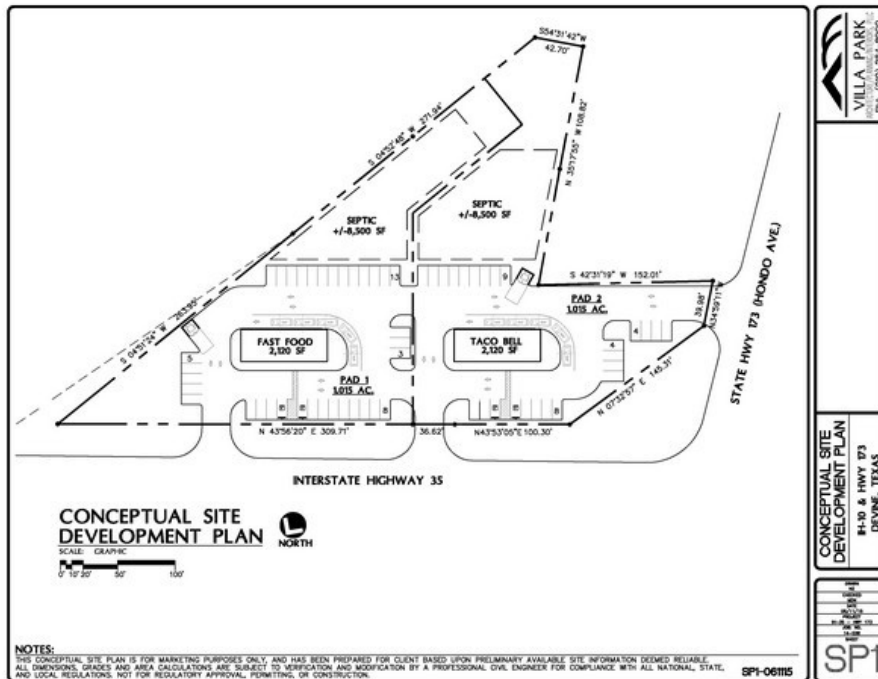 S54°31'42"W
42.70'
S 04°52'48" W 271.94'
N 35°17'55" W 108.82'
SEPTIC
+/-8,500 SF
SEPTIC
+/-8,500 SF
S 42°31'19" W 152.01'
39.98'
N34°59'11"W
S 04°51'24" W 263.95'
13
9
PAD 2
1.015 AC.
4
4
FAST FOOD
2,120 SF
TACO BELL
2,120 SF
5
3
PAD 1
1.015 AC.
8
8
N 07°32'57" E 145.31'
N 43°56'20" E 309.71'
36.62'
N43°53'05"E 100.30'
STATE HWY 173 (HONDO AVE.)
INTERSTATE HIGHWAY 35
CONCEPTUAL SITE
DEVELOPMENT PLAN
NORTH
SCALE: GRAPHIC
0' 10' 20' 50' 100'
NOTES:
THIS CONCEPTUAL SITE PLAN IS FOR MARKETING PURPOSES ONLY, AND HAS BEEN PREPARED FOR CLIENT BASED UPON PRELIMINARY AVAILABLE SITE INFORMATION DEEMED RELIABLE.
ALL DIMENSIONS, GRADES AND AREA CALCULATIONS ARE SUBJECT TO VERIFICATION AND MODIFICATION BY A PROFESSIONAL CIVIL ENGINEER FOR COMPLIANCE WITH ALL NATIONAL, STATE,
AND LOCAL REGULATIONS. NOT FOR REGULATORY APPROVAL, PERMITTING, OR CONSTRUCTION.
SP1-061115
VILLA PARK
CONCEPTUAL SITE
DEVELOPMENT PLAN
IH-10 & HWY 173
DEVINE, TEXAS
SP1